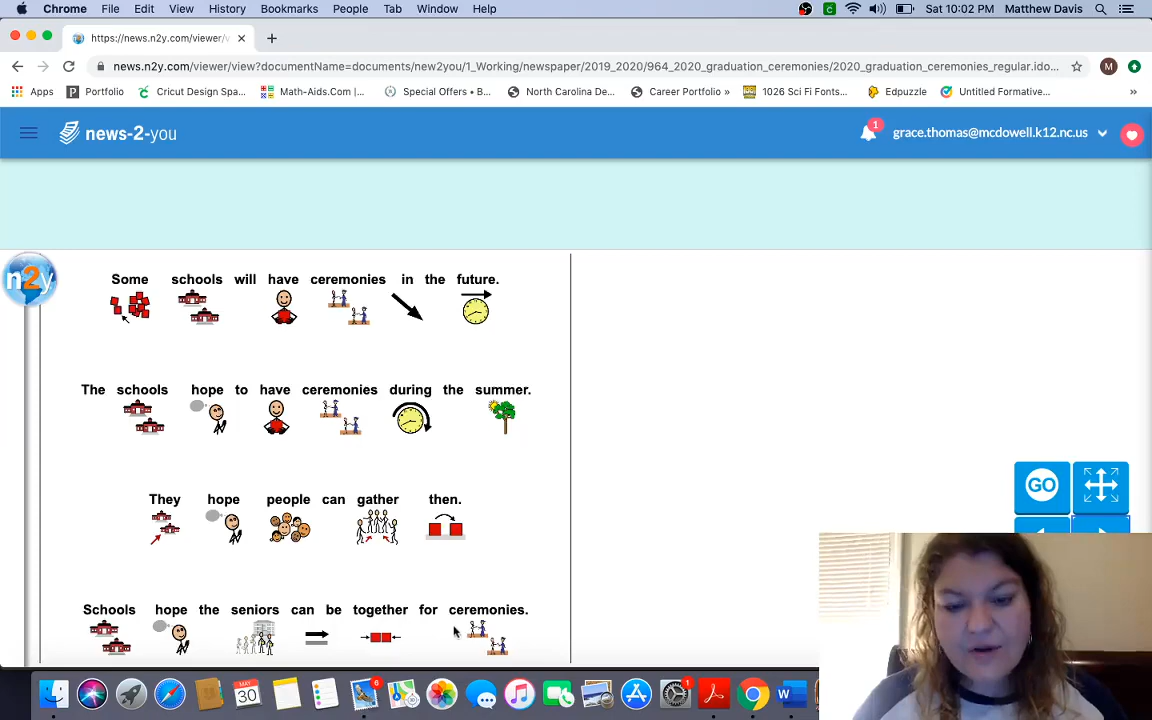 Chrome File Edit View History Bookmarks People Tab Window Help C Sat 10:02 PM Matthew Davis
https://news.n2y.com/viewer/v
news.n2y.com/viewer/view?documentName=documents/new2you/1_Working/newspaper/2019_2020/964_2020_graduation_ceremonies/2020_graduation_ceremonies_regular.ido... M
Apps P Portfolio Cricut Design Spa... Math-Aids.Com |... Special Offers • B... North Carolina De... Career Portfolio » 1026 Sci Fi Fonts... Edpuzzle Untitled Formative... »
news-2-you 1 grace.thomas@mcdowell.k12.nc.us
n2y
Some schools will have ceremonies in the future.
The schools hope to have ceremonies during the summer.
They hope people can gather then.
Schools hope the seniors can be together for ceremonies.
GO
MAY 30 6 1 W